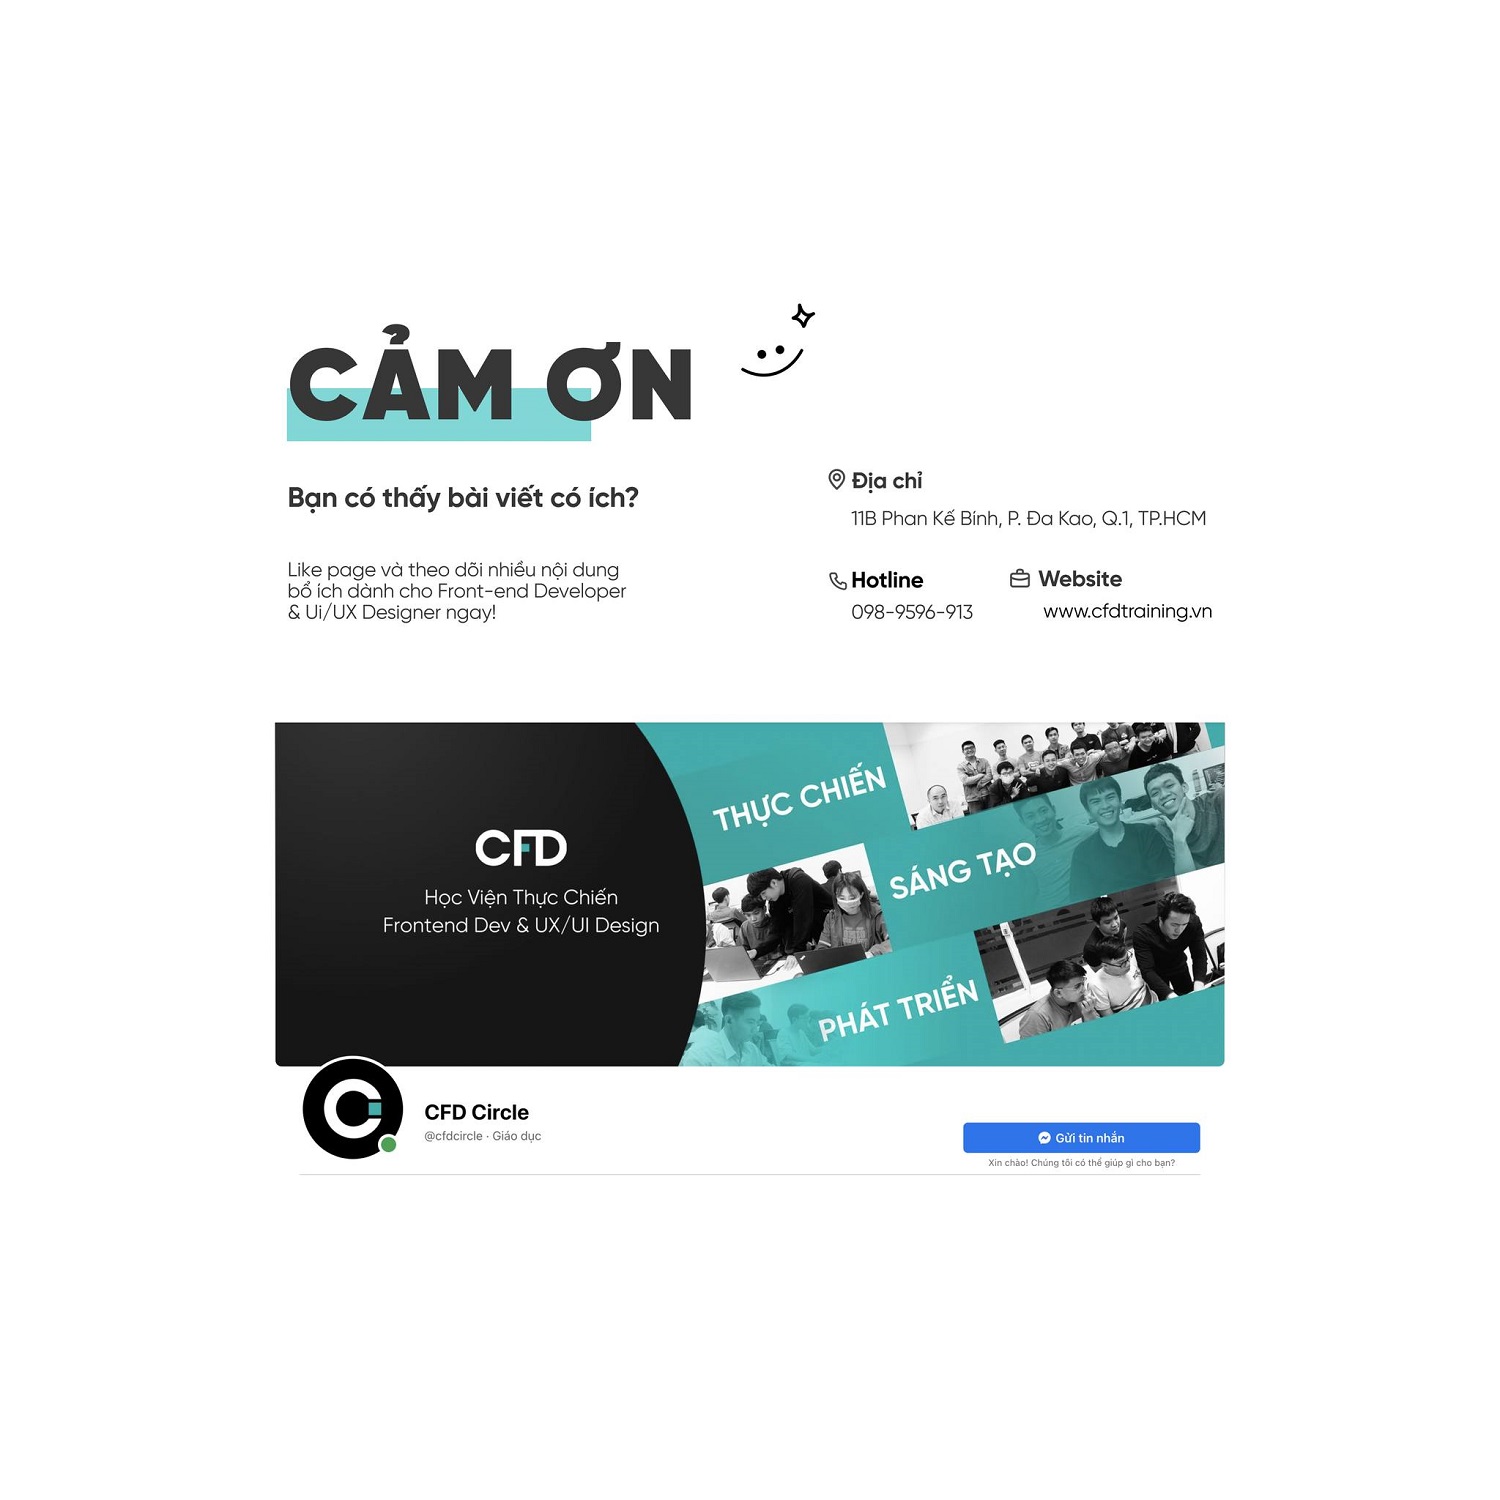 CẢM ƠN
Bạn có thấy bài viết có ích?
Like page và theo dõi nhiều nội dung
bổ ích dành cho Front-end Developer
& Ui/UX Designer ngay!
Địa chỉ
11B Phan Kế Bính, P. Đa Kao, Q.1, TP.HCM
Hotline
098-9596-913
Website
www.cfdtraining.vn
CFD
Học Viện Thực Chiến
Frontend Dev & UX/UI Design
THỰC CHIẾN
SÁNG TẠO
PHÁT TRIỂN
CFD Circle
@cfdcircle · Giáo dục
Gửi tin nhắn
Xin chào! Chúng tôi có thể giúp gì cho bạn?